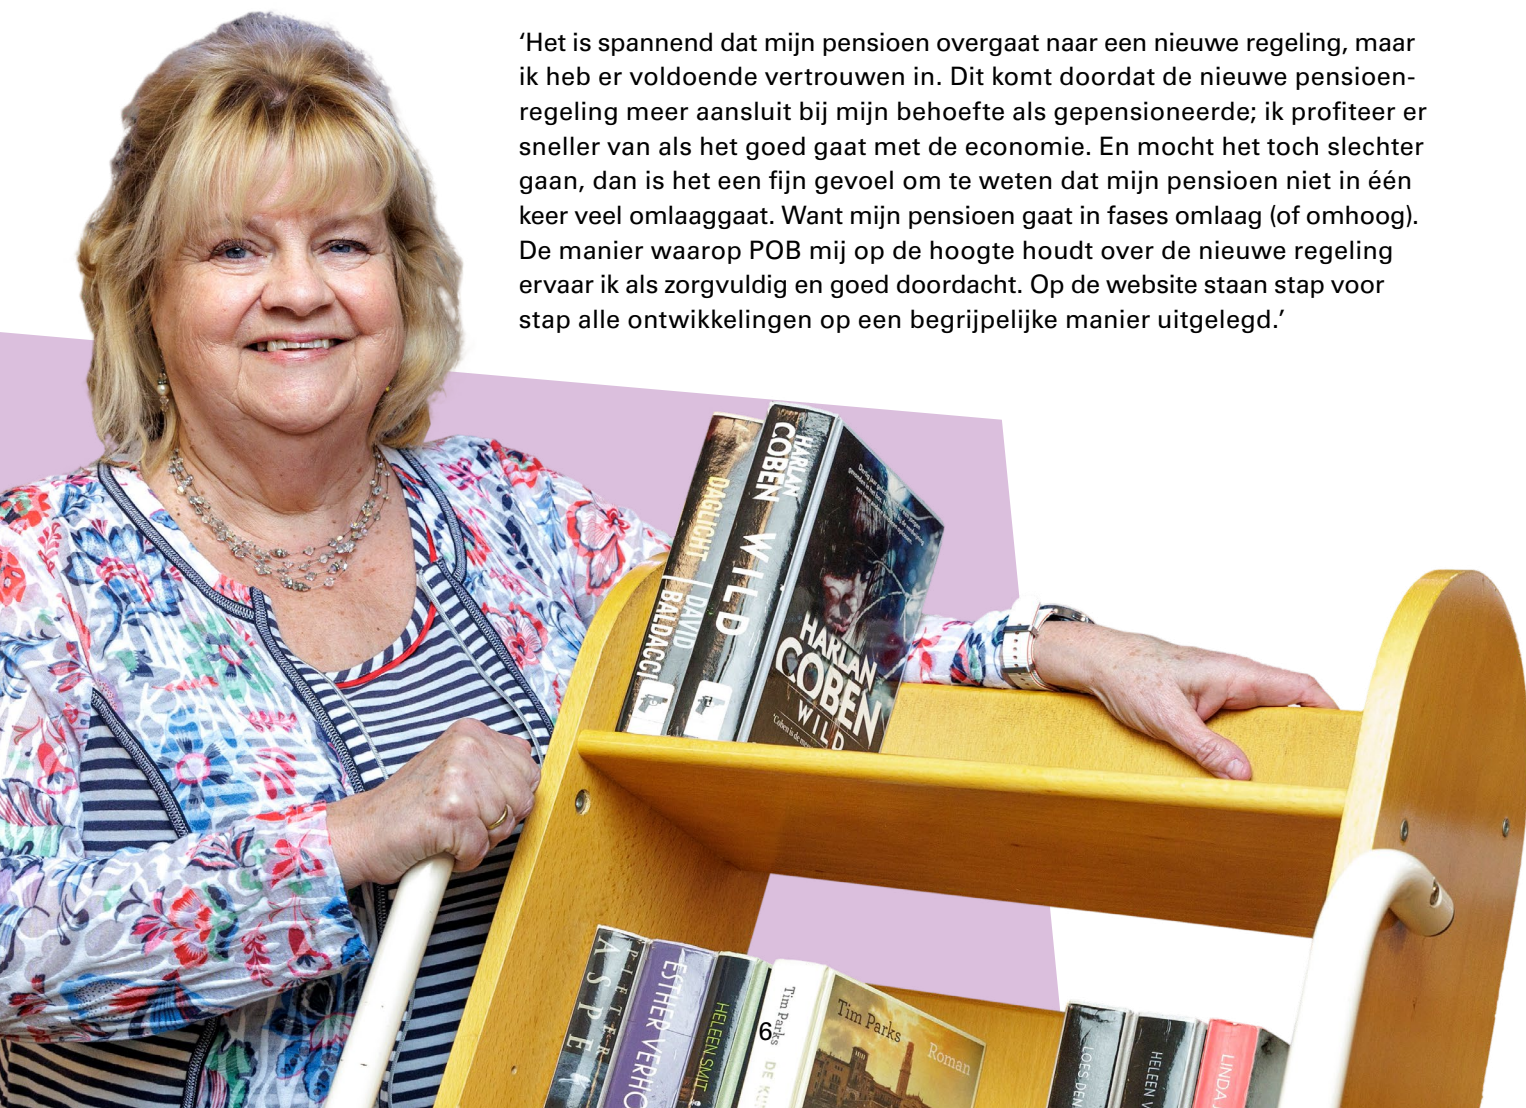 ‘Het is spannend dat mijn pensioen overgaat naar een nieuwe regeling, maar
ik heb er voldoende vertrouwen in. Dit komt doordat de nieuwe pensioen-
regeling meer aansluit bij mijn behoefte als gepensioneerde; ik profiteer er
sneller van als het goed gaat met de economie. En mocht het toch slechter
gaan, dan is het een fijn gevoel om te weten dat mijn pensioen niet in één
keer veel omlaaggaat. Want mijn pensioen gaat in fases omlaag (of omhoog).
De manier waarop POB mij op de hoogte houdt over de nieuwe regeling
ervaar ik als zorgvuldig en goed doordacht. Op de website staan stap voor
stap alle ontwikkelingen op een begrijpelijke manier uitgelegd.’
DAGLICHT
DAVID
BALDACCI
HARLAN
COBEN
WILD
HARLAN
COBEN
WILD
PIETER
ASPE
ESTHER
HELEEN SMIT
Tim Parks
DE
Tim Parks
Roman
LOES DEN
HELEEN
LINDA
6